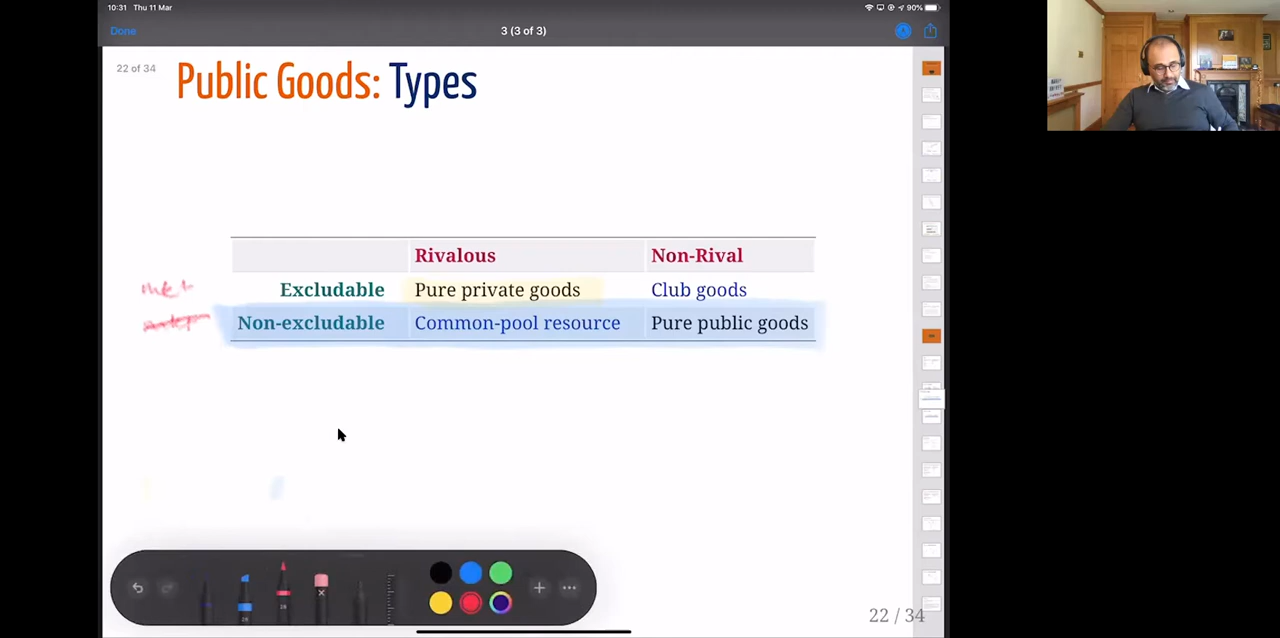 10:31 Thu 11 Mar
90%
Done
3 (3 of 3)
22 of 34
Public Goods: Types
Rivalous Non-Rival
Excludable Pure private goods Club goods
Non-excludable Common-pool resource Pure public goods
22 / 34